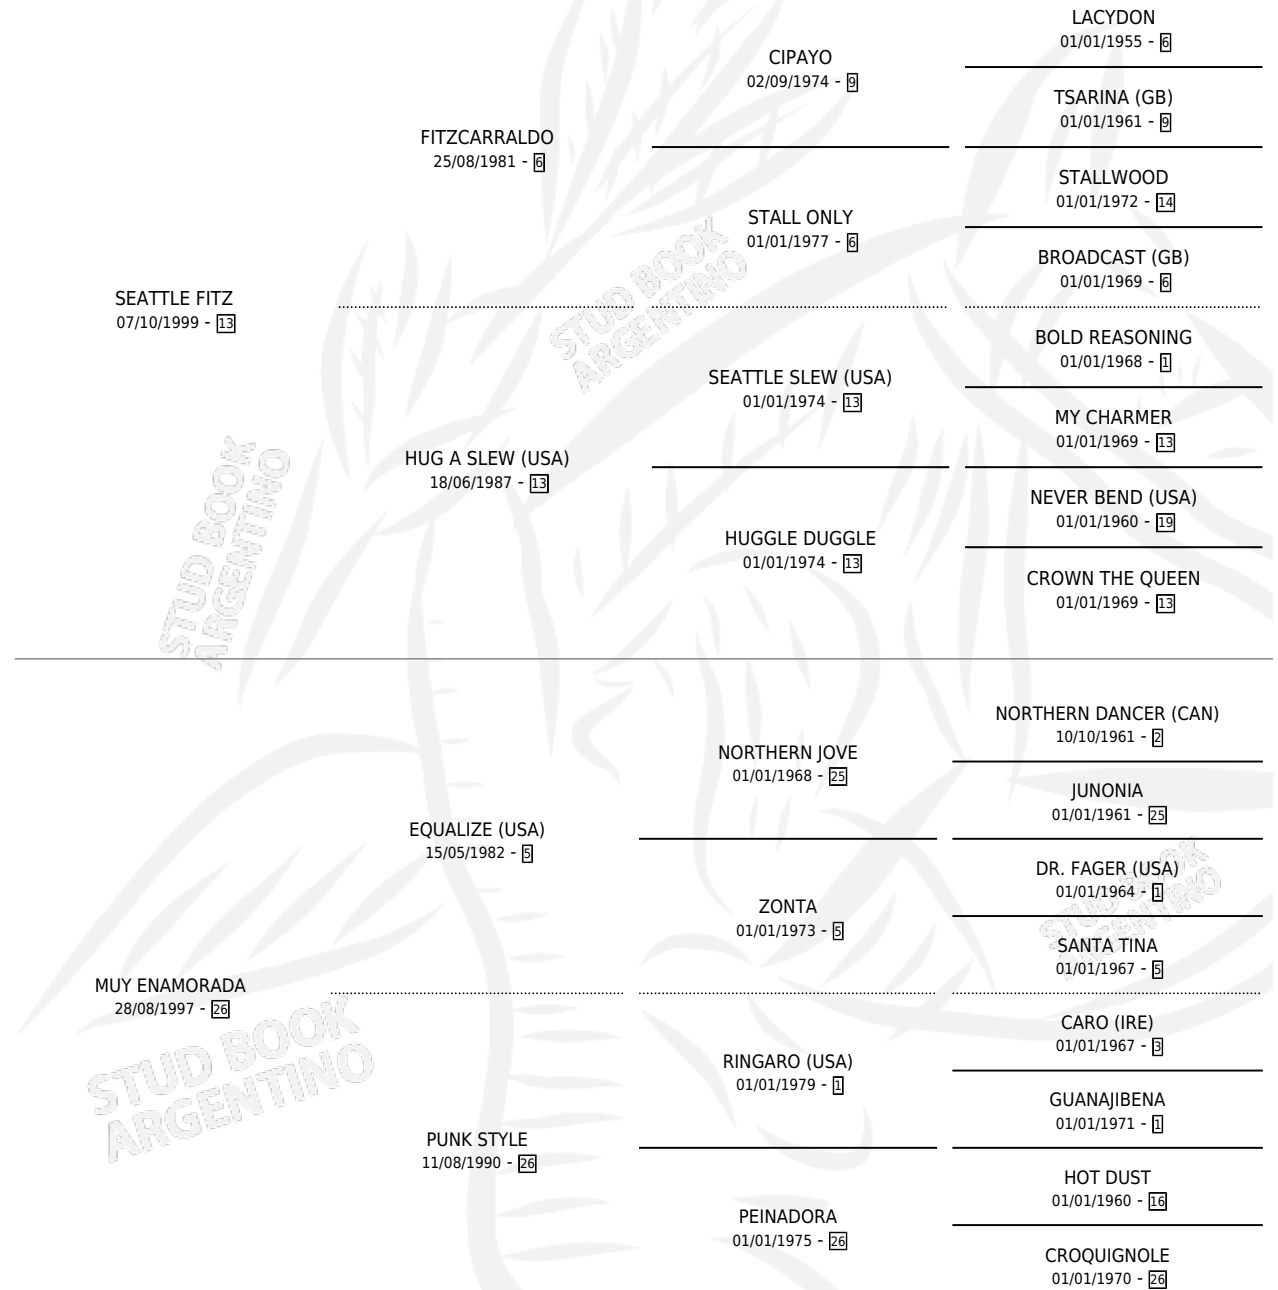 LACYDON
01/01/1955 - 6
CIPAYO
02/09/1974 - 9
TSARINA (GB)
01/01/1961 - 9
FITZCARRALDO
25/08/1981 - 6
STALLWOOD
01/01/1972 - 14
STALL ONLY
01/01/1977 - 6
BROADCAST (GB)
01/01/1969 - 6
SEATTLE FITZ
07/10/1999 - 13
BOLD REASONING
01/01/1968 - 1
SEATTLE SLEW (USA)
01/01/1974 - 13
MY CHARMER
01/01/1969 - 13
HUG A SLEW (USA)
18/06/1987 - 13
NEVER BEND (USA)
01/01/1960 - 19
HUGGLE DUGGLE
01/01/1974 - 13
CROWN THE QUEEN
01/01/1969 - 13
NORTHERN DANCER (CAN)
10/10/1961 - 2
NORTHERN JOVE
01/01/1968 - 25
JUNONIA
01/01/1961 - 25
EQUALIZE (USA)
15/05/1982 - 5
DR. FAGER (USA)
01/01/1964 - 1
ZONTA
01/01/1973 - 5
SANTA TINA
01/01/1967 - 5
MUY ENAMORADA
28/08/1997 - 26
CARO (IRE)
01/01/1967 - 3
RINGARO (USA)
01/01/1979 - 1
GUANAJIBENA
01/01/1971 - 1
PUNK STYLE
11/08/1990 - 26
HOT DUST
01/01/1960 - 16
PEINADORA
01/01/1975 - 26
CROQUIGNOLE
01/01/1970 - 26
STUD BOOK
ARGENTINO
STUD BOOK
ARGENTINO
STUD BOOK
ARGENTINO
STUD BOOK
ARGENTINO